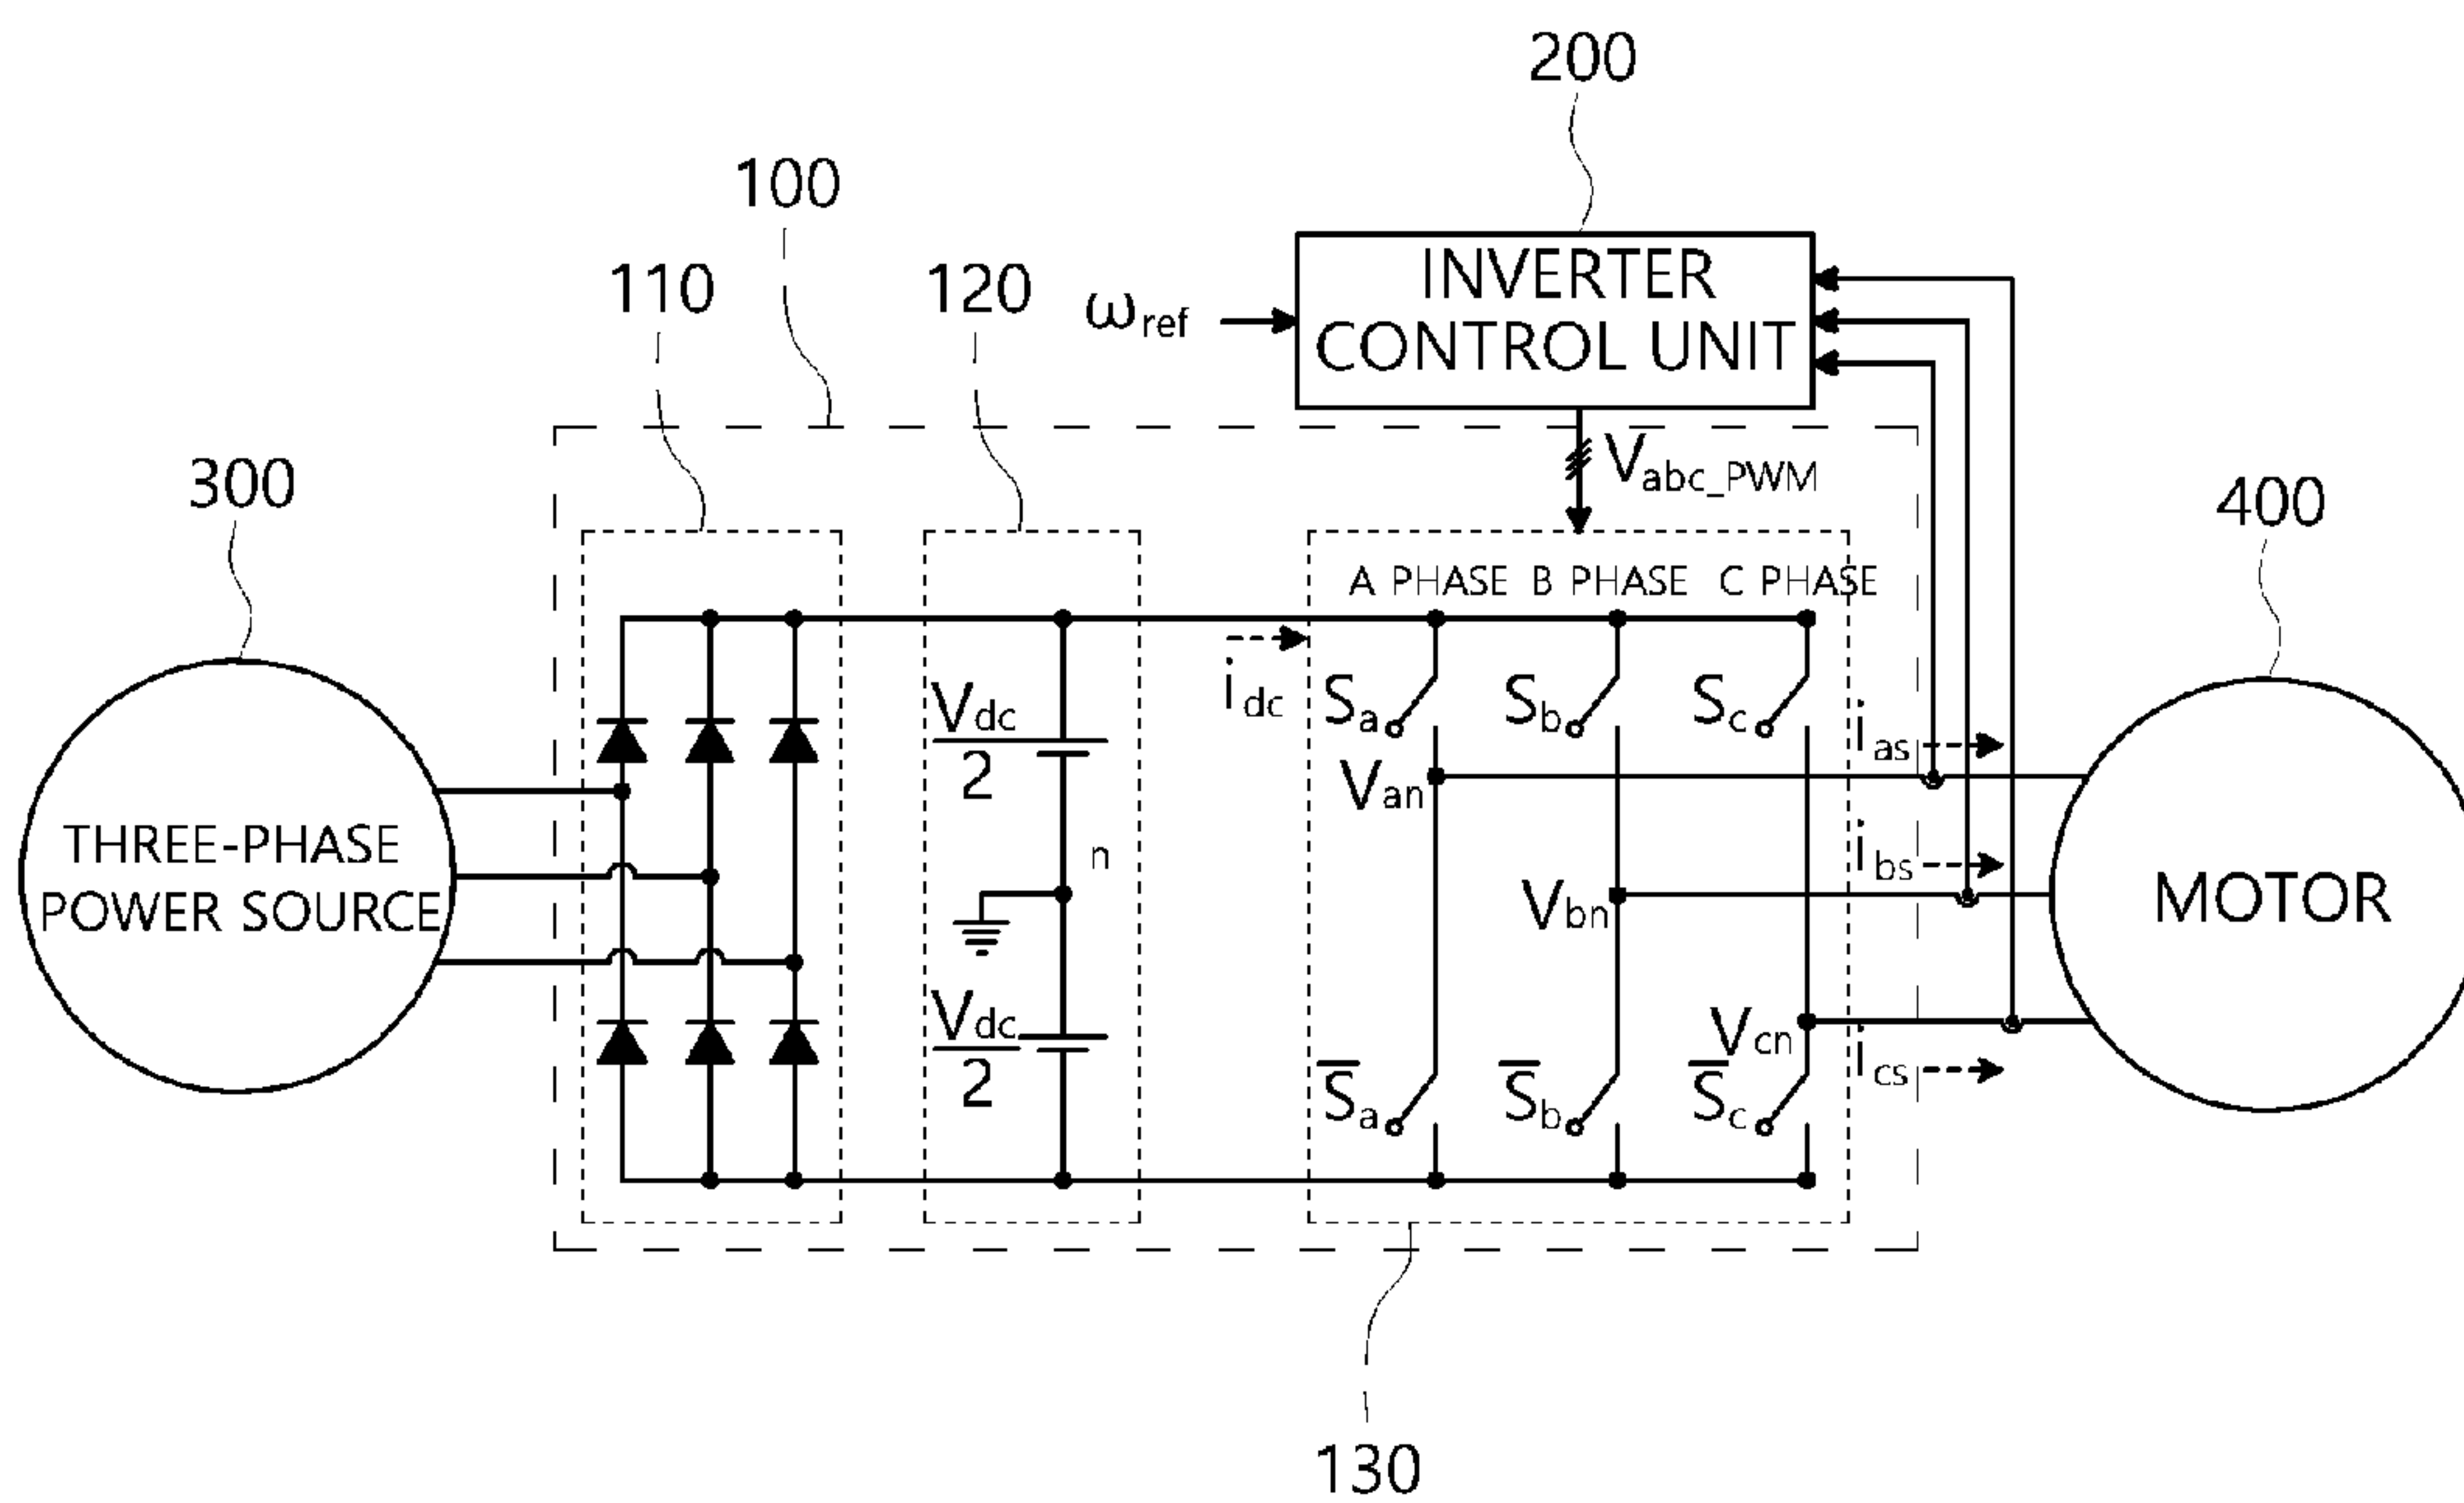 200
100
110
120
ω_ref
INVERTER
CONTROL UNIT
V_abc_PWM
300
400
A PHASE B PHASE C PHASE
i_dc
V_dc
2
S_a
S_b
S_c
i_as
V_an
THREE-PHASE
POWER SOURCE
n
i_bs
V_bn
MOTOR
V_dc
2
V_cn
i_cs
S̅_a
S̅_b
S̅_c
130